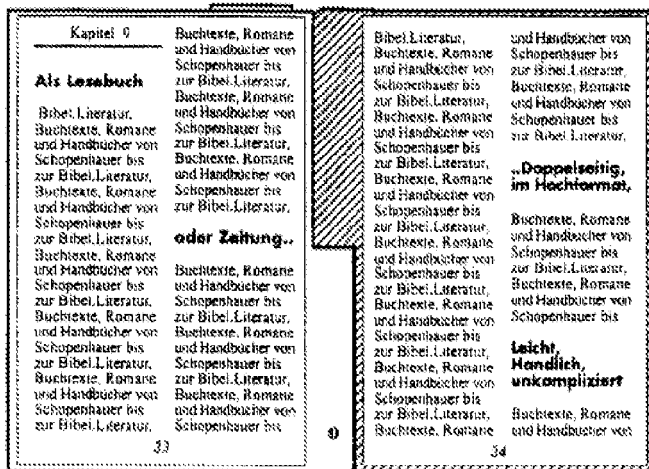 Kapitel 9
Als Lesebuch
Bibel.Literatur,
Buchtexte, Romane
und Handbücher von
Schopenhauer bis
zur Bibel.Literatur,
Buchtexte, Romane
und Handbücher von
Schopenhauer bis
zur Bibel.Literatur,
Buchtexte, Romane
und Handbücher von
Schopenhauer bis
zur Bibel.Literatur,
Buchtexte, Romane
und Handbücher von
Schopenhauer bis
zur Bibel.Literatur,
Buchtexte, Romane
und Handbücher von
Schopenhauer bis
zur Bibel.Literatur,
Buchtexte, Romane
und Handbücher von
Schopenhauer bis
zur Bibel.Literatur,
Buchtexte, Romane
und Handbücher von
Schopenhauer bis
zur Bibel.Literatur,
Buchtexte, Romane
und Handbücher von
Schopenhauer bis
zur Bibel.Literatur,
oder Zeitung..
Buchtexte, Romane
und Handbücher von
Schopenhauer bis
zur Bibel.Literatur,
Buchtexte, Romane
und Handbücher von
Schopenhauer bis
zur Bibel.Literatur,
Buchtexte, Romane
und Handbücher von
Schopenhauer bis
33
Bibel.Literatur,
Buchtexte, Romane
und Handbücher von
Schopenhauer bis
zur Bibel.Literatur,
Buchtexte, Romane
und Handbücher von
Schopenhauer bis
zur Bibel.Literatur,
Buchtexte, Romane
und Handbücher von
Schopenhauer bis
zur Bibel.Literatur,
Buchtexte, Romane
und Handbücher von
Schopenhauer bis
zur Bibel.Literatur,
Buchtexte, Romane
und Handbücher von
Schopenhauer bis
zur Bibel.Literatur,
Buchtexte, Romane
und Handbücher von
Schopenhauer bis
zur Bibel.Literatur,
Buchtexte, Romane
und Handbücher von
Schopenhauer bis
zur Bibel.Literatur,
Buchtexte, Romane
und Handbücher von
Schopenhauer bis
zur Bibel.Literatur,
..Doppelseitig,
im Hochformat,
Buchtexte, Romane
und Handbücher von
Schopenhauer bis
zur Bibel.Literatur,
Buchtexte, Romane
und Handbücher von
Schopenhauer bis
Leicht,
Handlich,
unkompliziert
Buchtexte, Romane
und Handbücher von
34